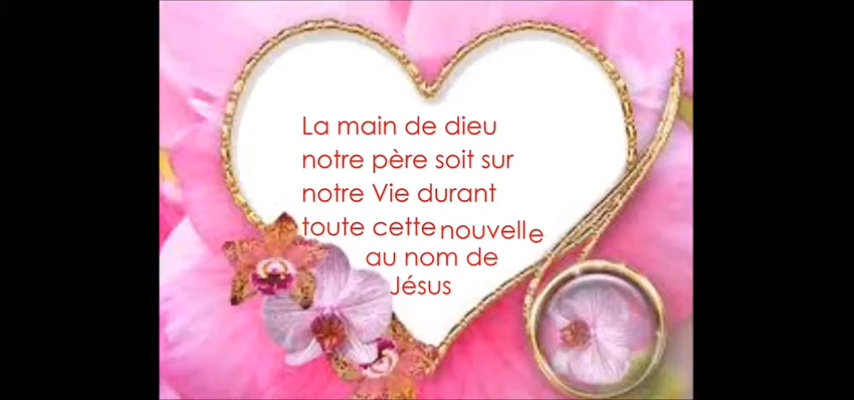 La main de dieu
notre père soit sur
notre Vie durant
toute cette nouvelle
au nom de
Jésus